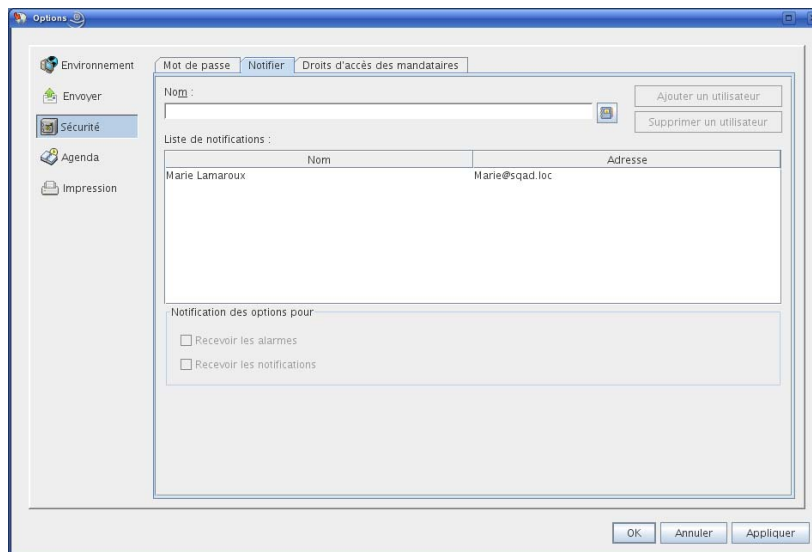 Options
Environnement
Envoyer
Sécurité
Agenda
Impression
Mot de passe
Notifier
Droits d'accès des mandataires
Nom :
Ajouter un utilisateur
Supprimer un utilisateur
Liste de notifications :
Nom
Adresse
Marie Lamaroux
Marie@sqad.loc
Notification des options pour
Recevoir les alarmes
Recevoir les notifications
OK
Annuler
Appliquer